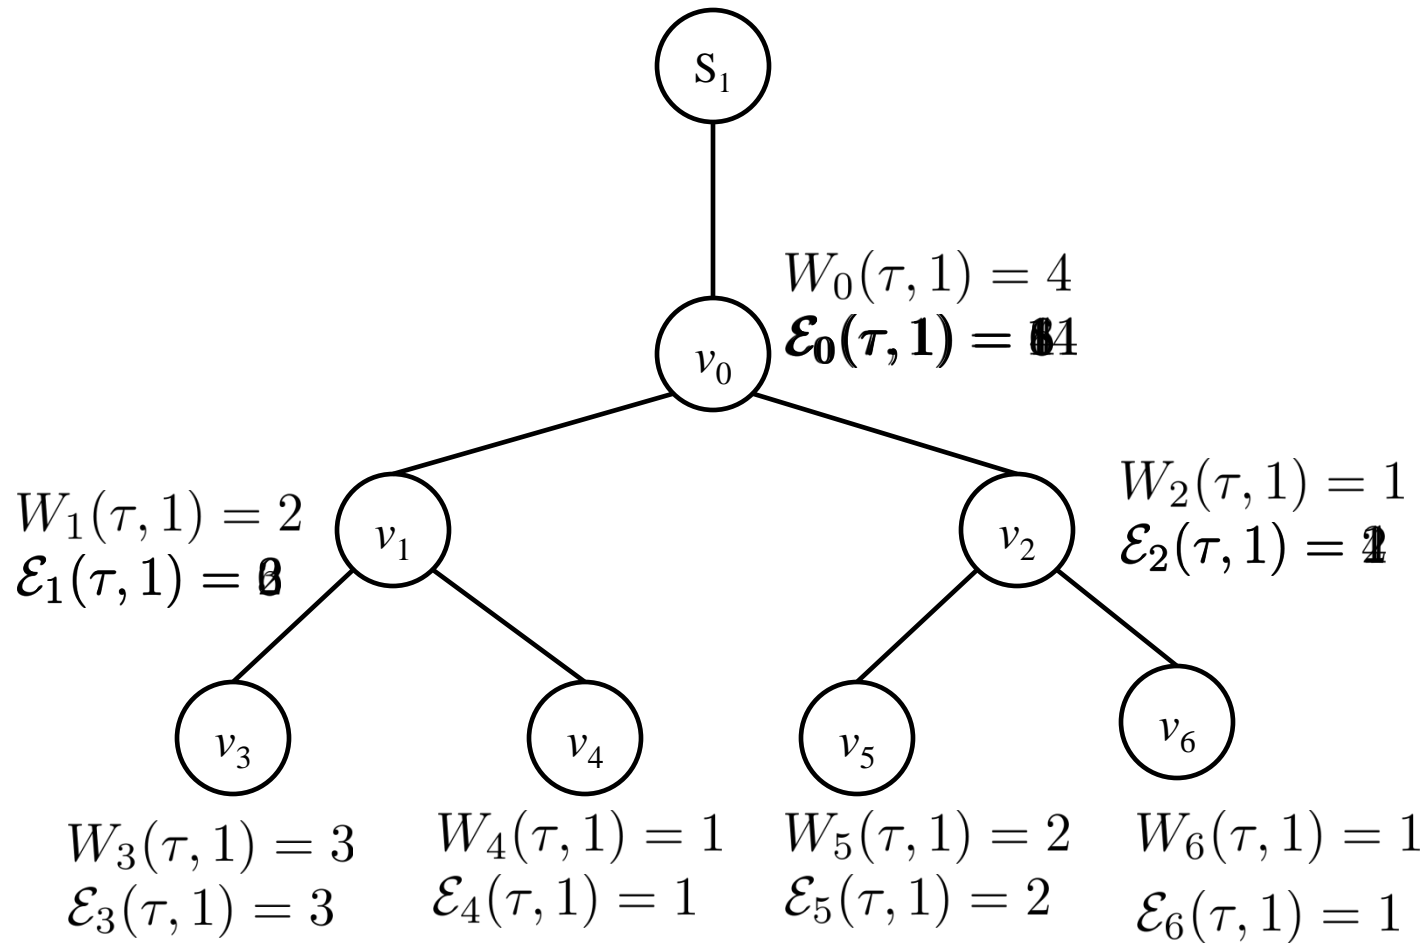 S₁
W₀(τ, 1) = 4
ℰ₀(τ, 1) =
v₀
W₂(τ, 1) = 1
W₁(τ, 1) = 2
v₁
v₂
ℰ₂(τ, 1) =
ℰ₁(τ, 1) =
v₃
v₄
v₅
v₆
W₃(τ, 1) = 3
W₄(τ, 1) = 1
W₅(τ, 1) = 2
W₆(τ, 1) = 1
ℰ₃(τ, 1) = 3
ℰ₄(τ, 1) = 1
ℰ₅(τ, 1) = 2
ℰ₆(τ, 1) = 1